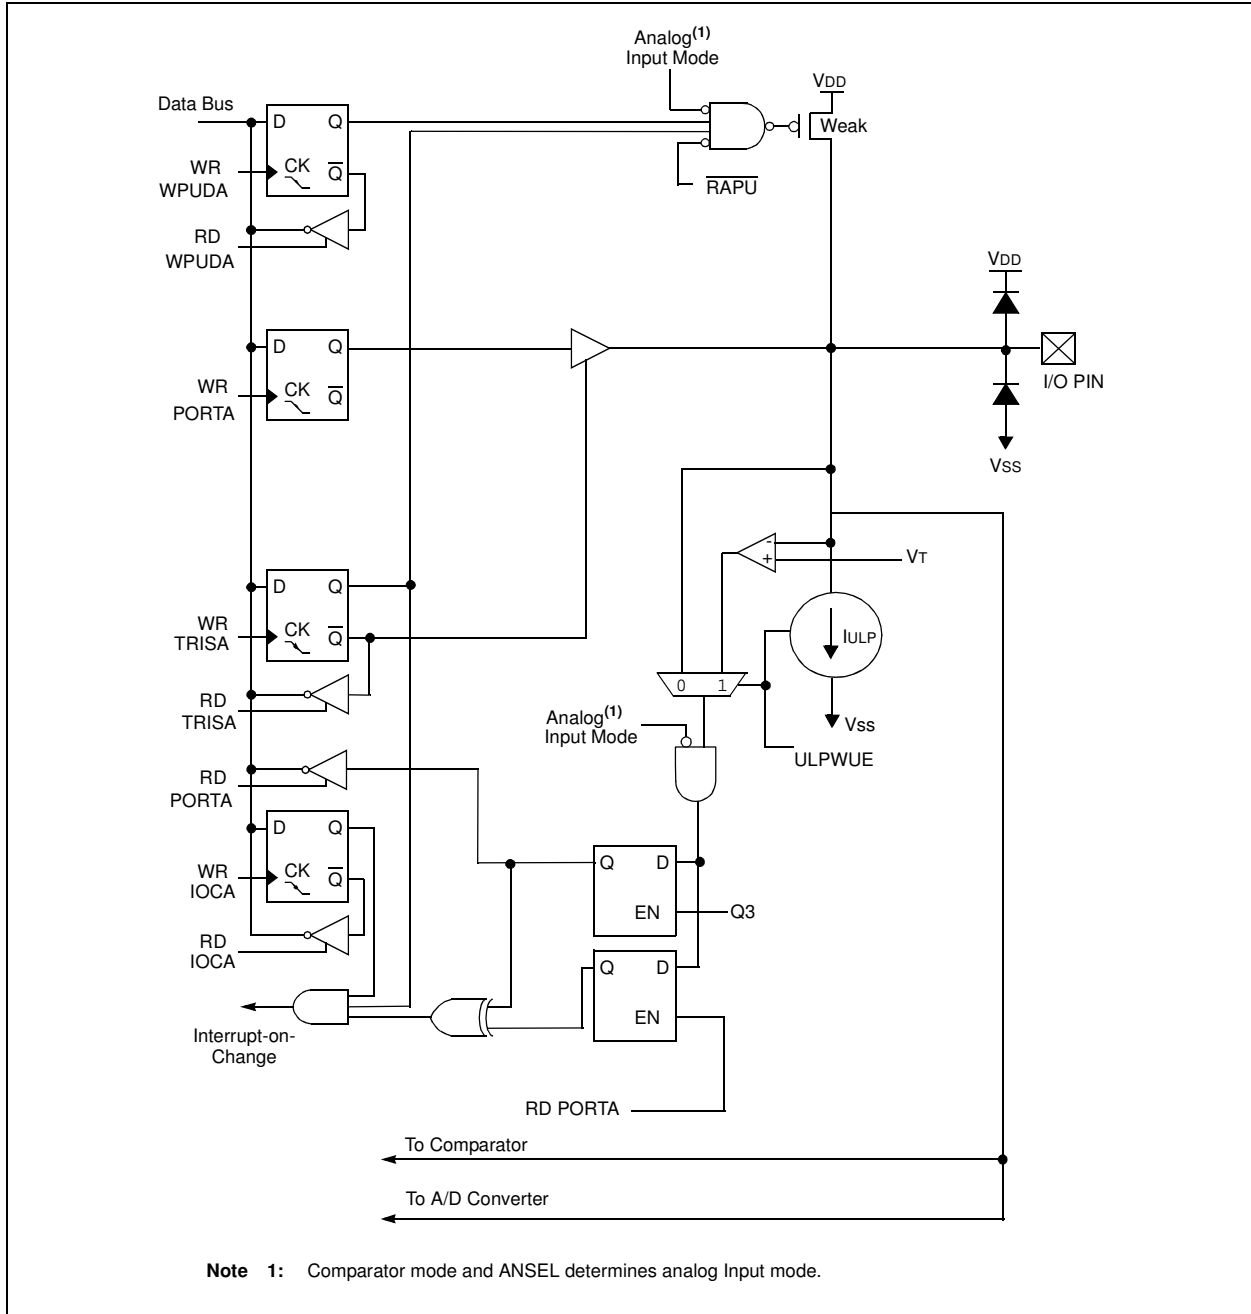 Analog(1)
Input Mode
VDD
Data Bus
D Q
Weak
WR
WPUDA
CK Q
RAPU
RD
WPUDA
VDD
D Q
WR
PORTA
CK Q
I/O PIN
VSS
-
+
VT
D Q
WR
TRISA
CK Q
IULP
0 1
RD
TRISA
Analog(1)
Input Mode
VSS
ULPWUE
RD
PORTA
D Q
WR
IOCA
CK Q
Q D
EN
Q3
RD
IOCA
Q D
EN
Interrupt-on-
Change
RD PORTA
To Comparator
To A/D Converter
Note 1: Comparator mode and ANSEL determines analog Input mode.